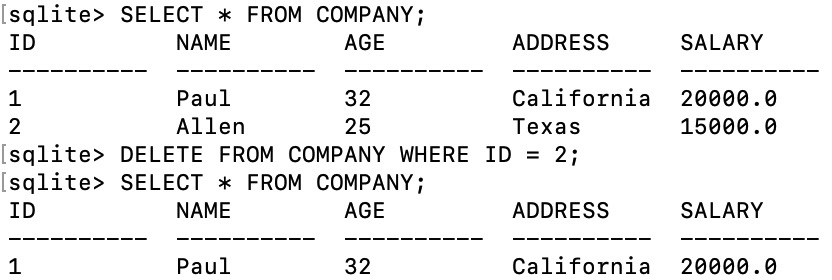 [sqlite> SELECT * FROM COMPANY;
ID          NAME        AGE         ADDRESS     SALARY
----------  ----------  ----------  ----------  ----------
1           Paul        32          California  20000.0
2           Allen       25          Texas       15000.0
[sqlite> DELETE FROM COMPANY WHERE ID = 2;
[sqlite> SELECT * FROM COMPANY;
ID          NAME        AGE         ADDRESS     SALARY
----------  ----------  ----------  ----------  ----------
1           Paul        32          California  20000.0